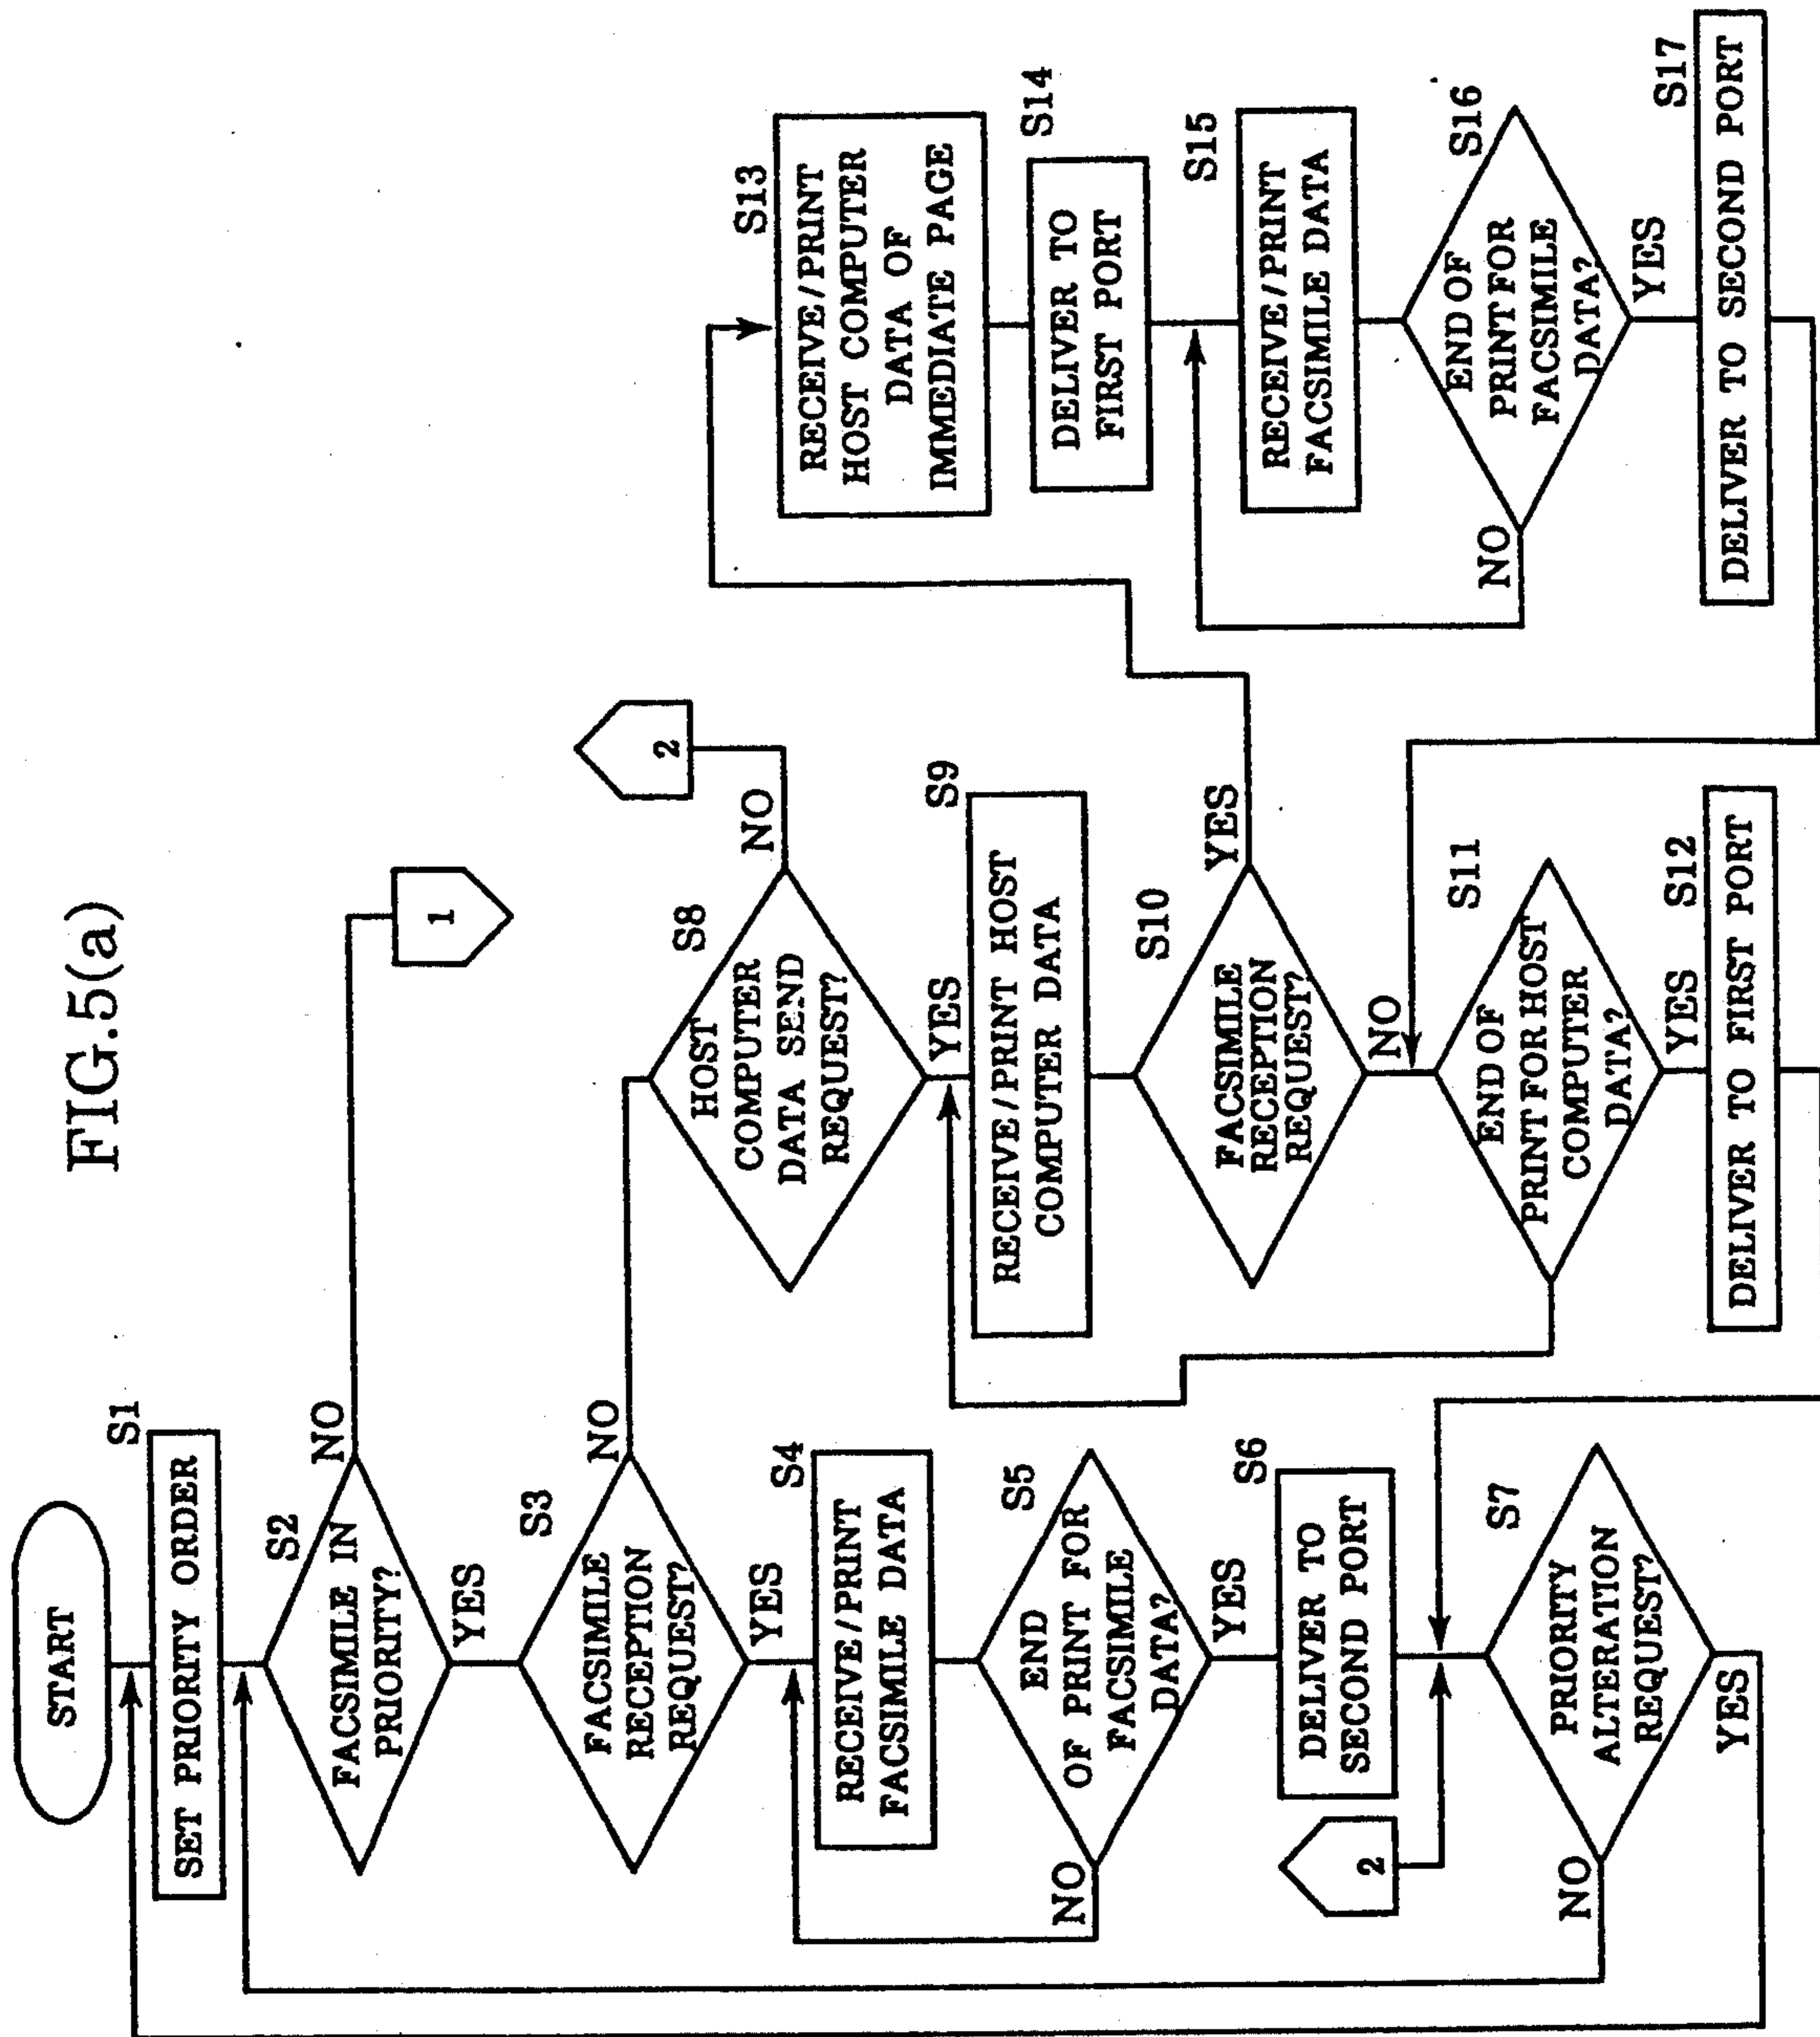 FIG.5(a)
START
S1
SET PRIORITY ORDER
S2
FACSIMILE IN
PRIORITY?
NO
1
YES
S3
FACSIMILE
RECEPTION
REQUEST?
NO
YES
S4
RECEIVE/PRINT
FACSIMILE DATA
S5
END
OF PRINT FOR
FACSIMILE
DATA?
NO
YES
S6
DELIVER TO
SECOND PORT
2
S7
PRIORITY
ALTERATION
REQUEST?
NO
YES
S8
HOST
COMPUTER
DATA SEND
REQUEST?
NO
2
YES
S9
RECEIVE/PRINT HOST
COMPUTER DATA
S10
FACSIMILE
RECEPTION
REQUEST?
YES
NO
S11
END OF
PRINT FOR HOST
COMPUTER
DATA?
YES
S12
DELIVER TO FIRST PORT
S13
RECEIVE/PRINT
HOST COMPUTER
DATA OF
IMMEDIATE PAGE
S14
DELIVER TO
FIRST PORT
S15
RECEIVE/PRINT
FACSIMILE DATA
S16
END OF
PRINT FOR
FACSIMILE
DATA?
NO
YES
S17
DELIVER TO SECOND PORT